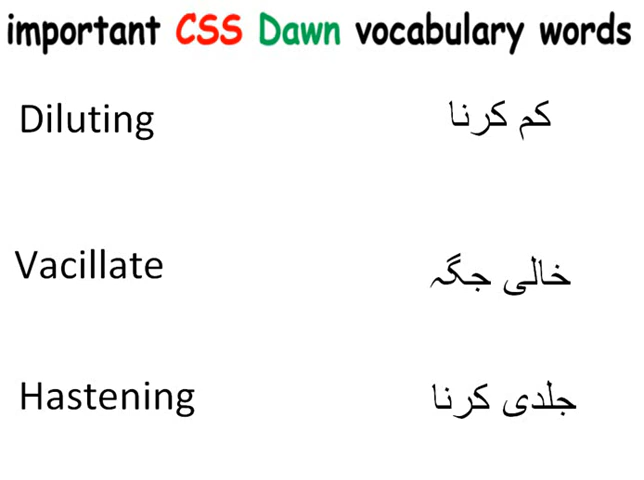 important CSS Dawn vocabulary words
Diluting کم کرنا
Vacillate خالی جگہ
Hastening جلدی کرنا